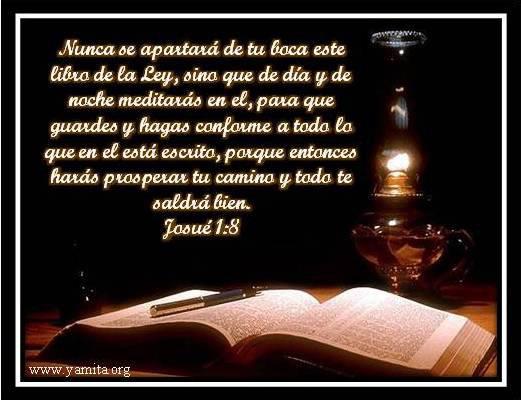 Nunca se apartará de tu boca este
libro de la Ley, sino que de día y de
noche meditarás en el, para que
guardes y hagas conforme a todo lo
que en el está escrito, porque entonces
harás prosperar tu camino y todo te
saldrá bien.
Josué 1:8
www.yamita.org